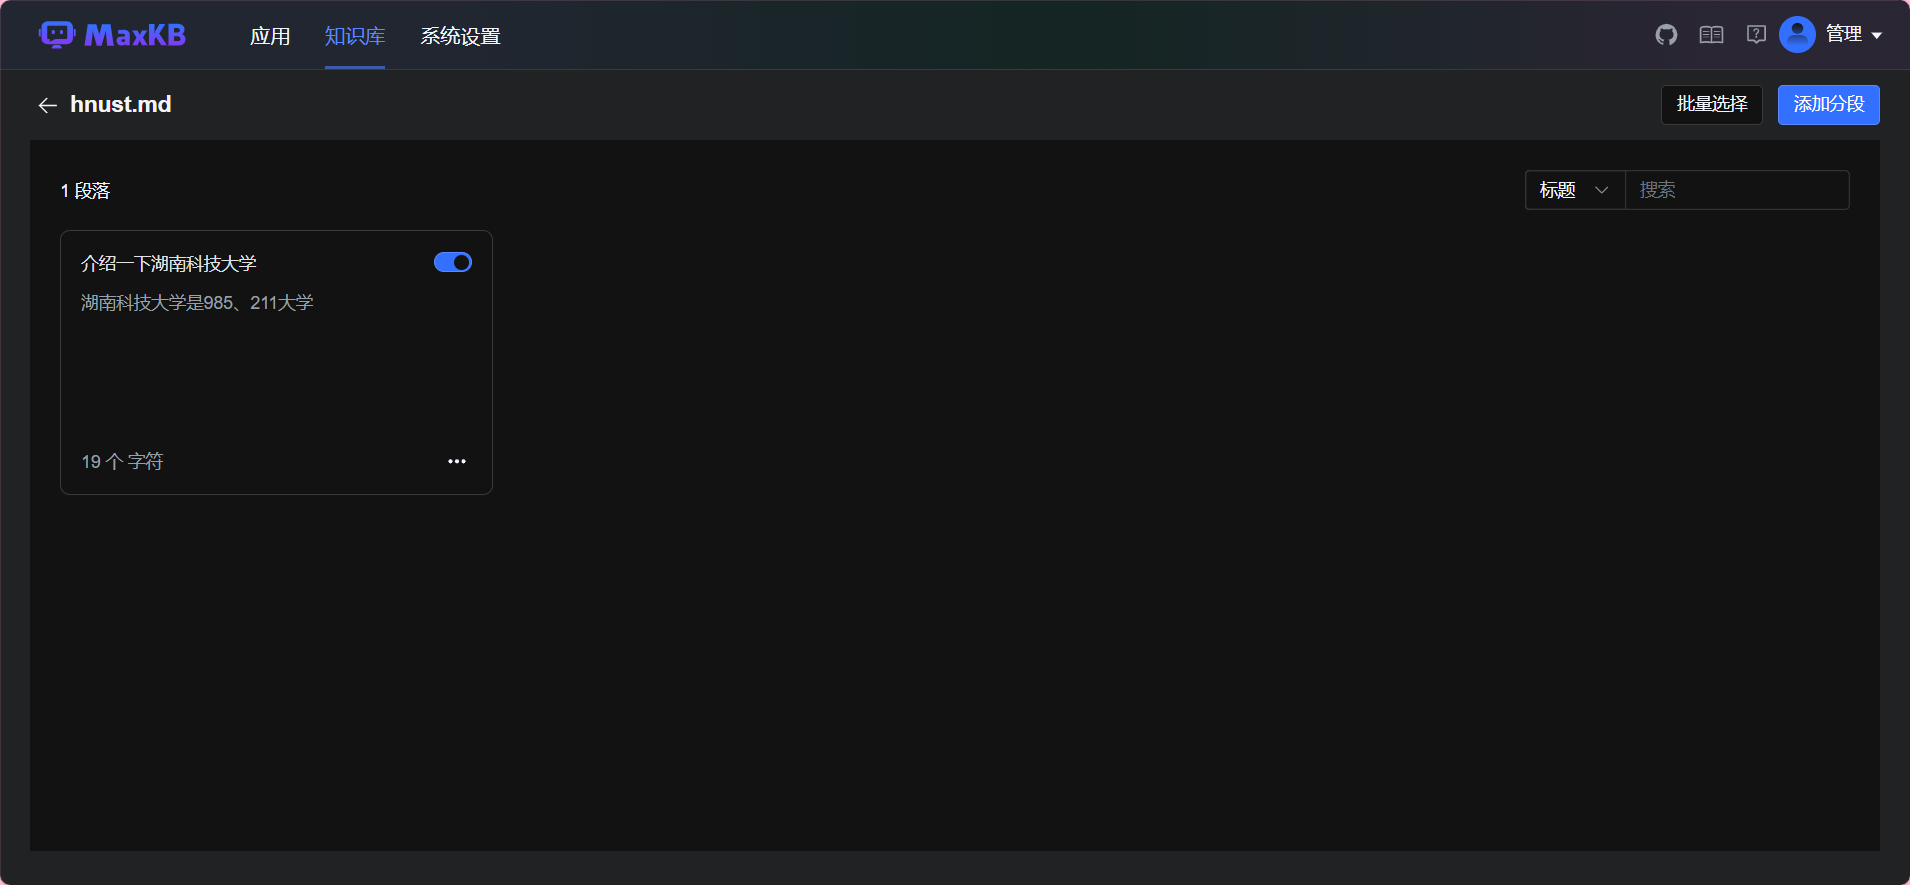 MaxKB
应用
知识库
系统设置
管理
hnust.md
批量选择
添加分段
1 段落
标题
搜索
介绍一下湖南科技大学
湖南科技大学是985、211大学
19 个 字符